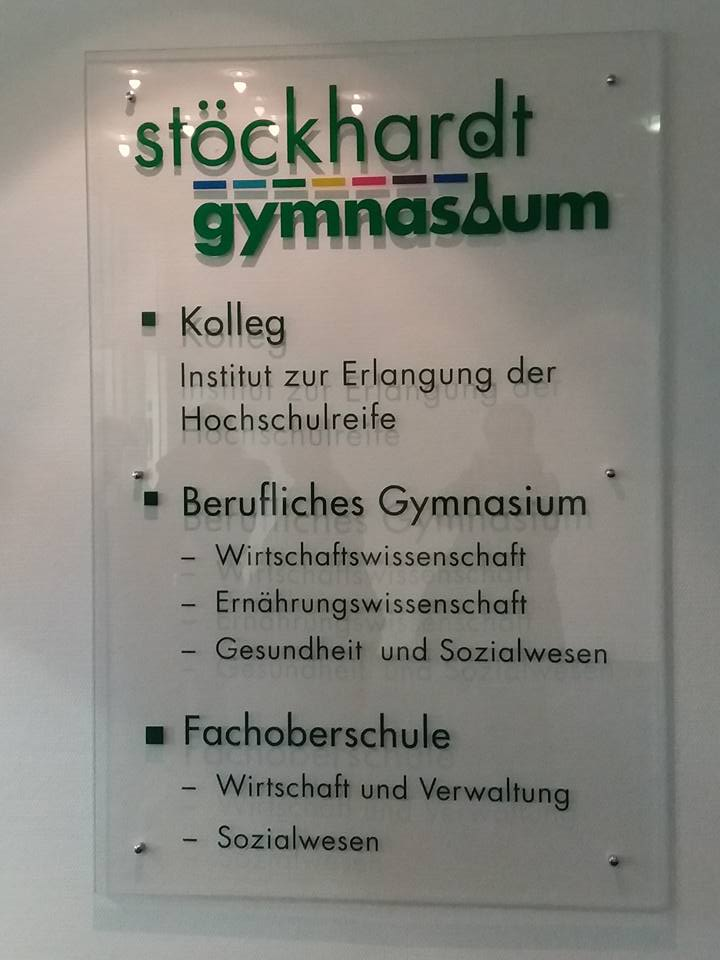 stöckhardt
gymnasium
Kolleg
Institut zur Erlangung der
Hochschulreife
Berufliches Gymnasium
– Wirtschaftswissenschaft
– Ernährungswissenschaft
– Gesundheit und Sozialwesen
Fachoberschule
– Wirtschaft und Verwaltung
– Sozialwesen